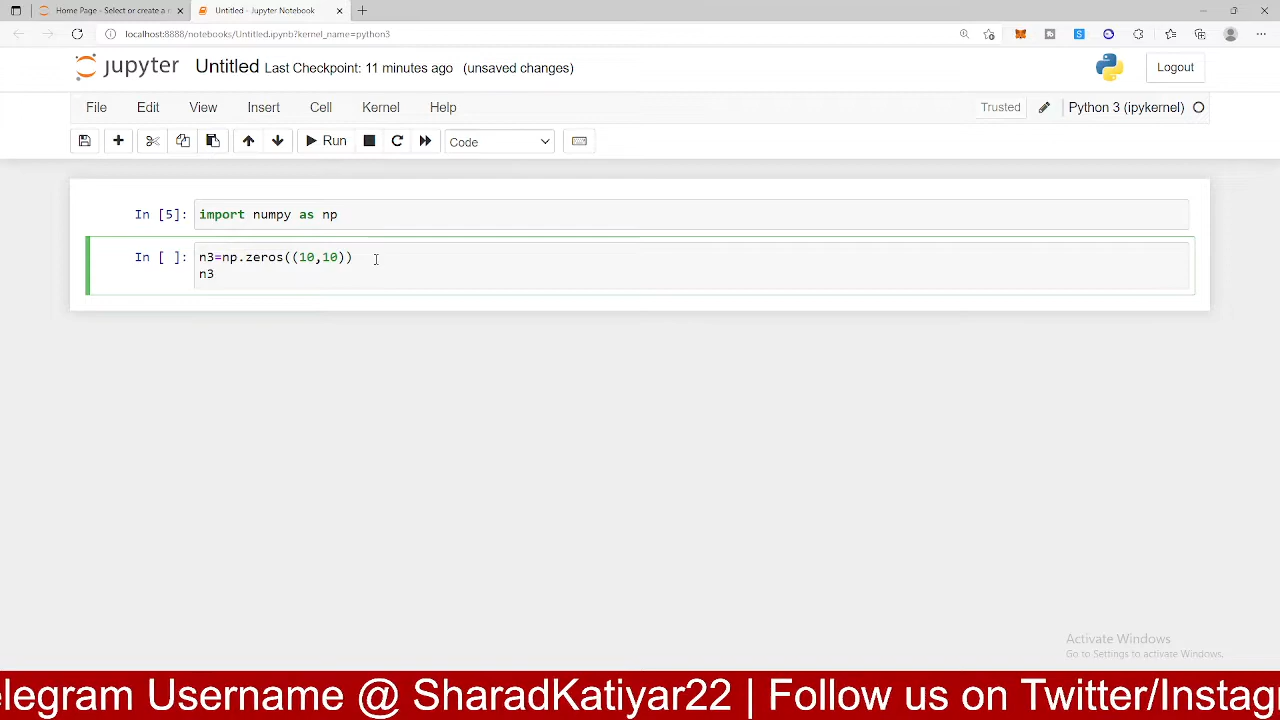 Home Page - Select or create a n
Untitled - Jupyter Notebook
localhost:8888/notebooks/Untitled.ipynb?kernel_name=python3
jupyter Untitled Last Checkpoint: 11 minutes ago (unsaved changes) Logout
File Edit View Insert Cell Kernel Help Trusted Python 3 (ipykernel)
Run Code
In [5]: import numpy as np
In [ ]: n3=np.zeros((10,10))
n3
Activate Windows
Go to Settings to activate Windows.
elegram Username @ SharadKatiyar22 | Follow us on Twitter/Instag